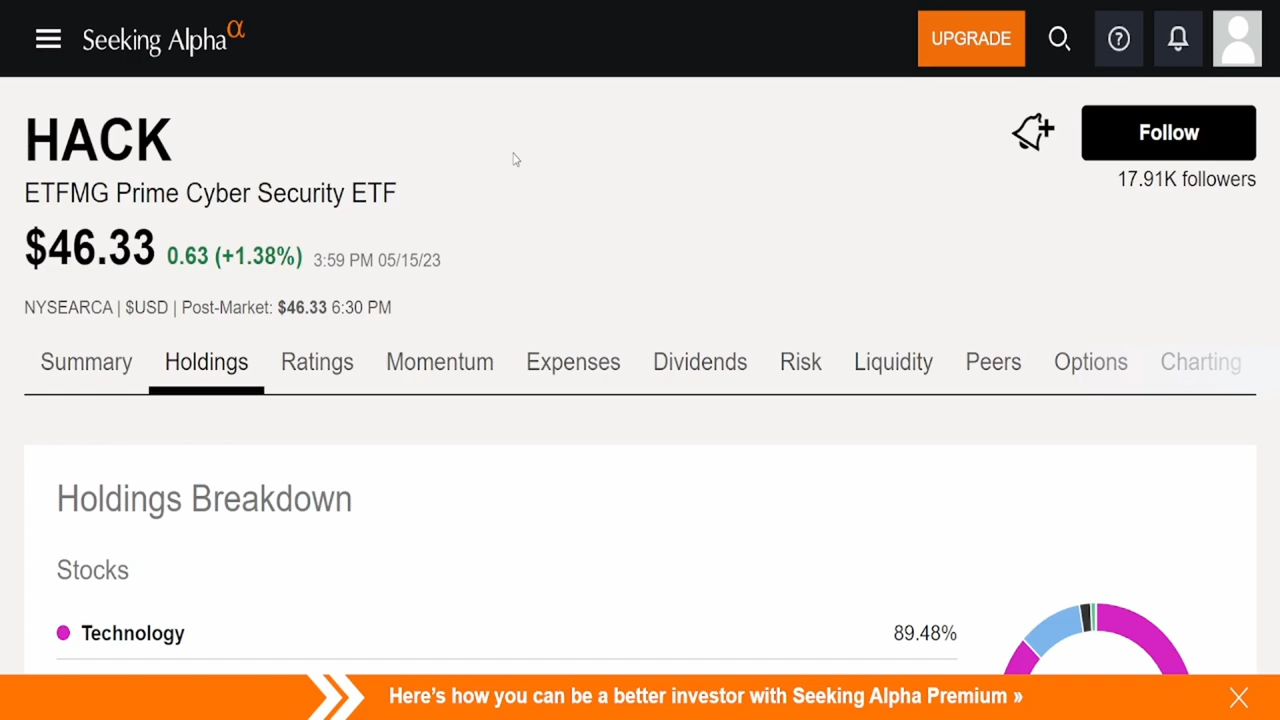 Seeking Alpha α
UPGRADE
HACK
Follow
ETFMG Prime Cyber Security ETF
17.91K followers
$46.33 0.63 (+1.38%) 3:59 PM 05/15/23
NYSEARCA | $USD | Post-Market: $46.33 6:30 PM
Summary Holdings Ratings Momentum Expenses Dividends Risk Liquidity Peers Options Charting
Holdings Breakdown
Stocks
Technology 89.48%
Here's how you can be a better investor with Seeking Alpha Premium »